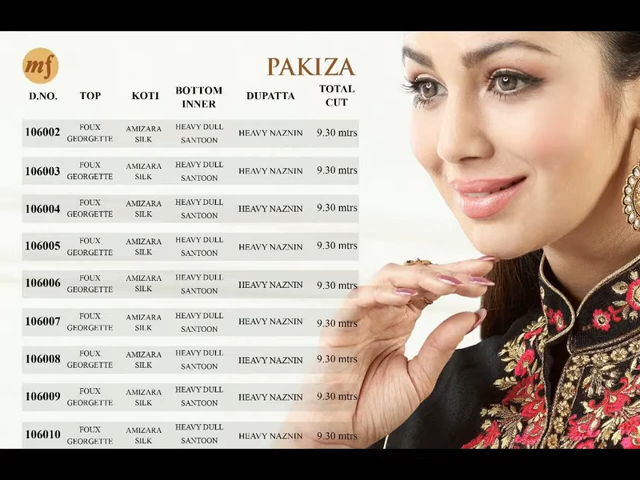 mf
PAKIZA
D.NO. TOP KOTI BOTTOM INNER DUPATTA TOTAL CUT
106002 FOUX GEORGETTE AMIZARA SILK HEAVY DULL SANTOON HEAVY NAZNIN 9.30 mtrs
106003 FOUX GEORGETTE AMIZARA SILK HEAVY DULL SANTOON HEAVY NAZNIN 9.30 mtrs
106004 FOUX GEORGETTE AMIZARA SILK HEAVY DULL SANTOON HEAVY NAZNIN 9.30 mtrs
106005 FOUX GEORGETTE AMIZARA SILK HEAVY DULL SANTOON HEAVY NAZNIN 9.30 mtrs
106006 FOUX GEORGETTE AMIZARA SILK HEAVY DULL SANTOON HEAVY NAZNIN 9.30 mtrs
106007 FOUX GEORGETTE AMIZARA SILK HEAVY DULL SANTOON HEAVY NAZNIN 9.30 mtrs
106008 FOUX GEORGETTE AMIZARA SILK HEAVY DULL SANTOON HEAVY NAZNIN 9.30 mtrs
106009 FOUX GEORGETTE AMIZARA SILK HEAVY DULL SANTOON HEAVY NAZNIN 9.30 mtrs
106010 FOUX GEORGETTE AMIZARA SILK HEAVY DULL SANTOON HEAVY NAZNIN 9.30 mtrs